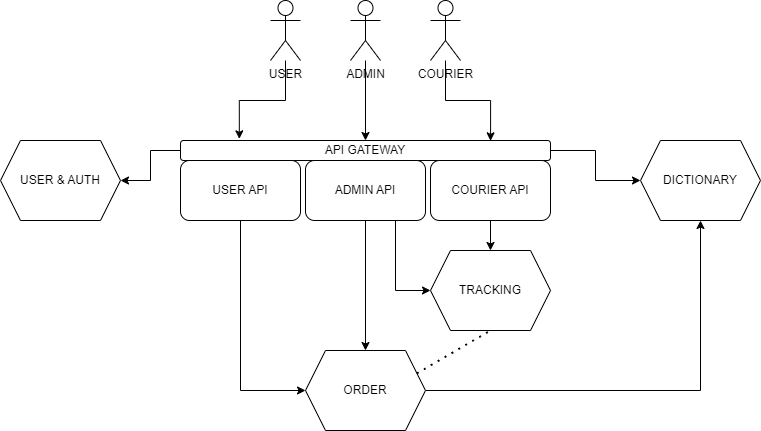 USER
ADMIN
COURIER
API GATEWAY
USER & AUTH
USER API
ADMIN API
COURIER API
DICTIONARY
TRACKING
ORDER